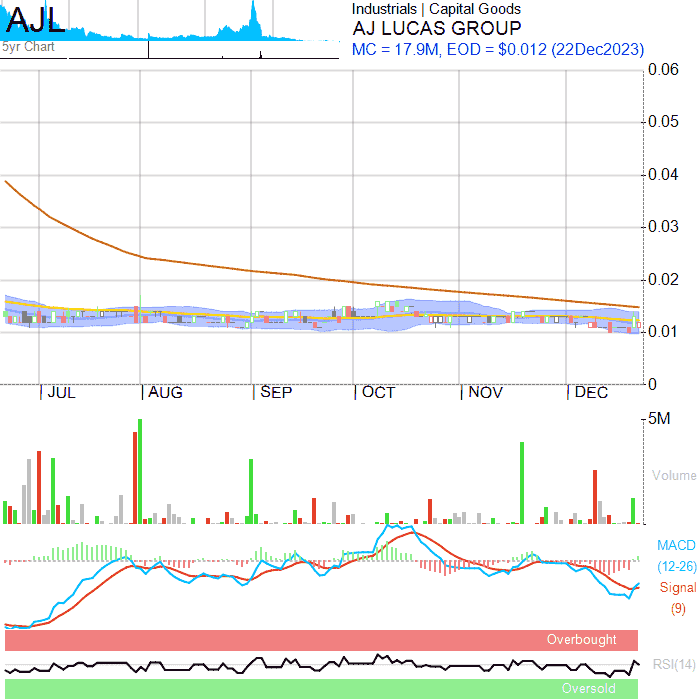 AJL
5yr Chart
Industrials | Capital Goods
AJ LUCAS GROUP
MC = 17.9M, EOD = $0.012 (22Dec2023)
0.06
0.05
0.04
0.03
0.02
0.01
0
JUL AUG SEP OCT NOV DEC
5M
Volume
MACD
(12-26)
Signal
(9)
Overbought
RSI(14)
Oversold